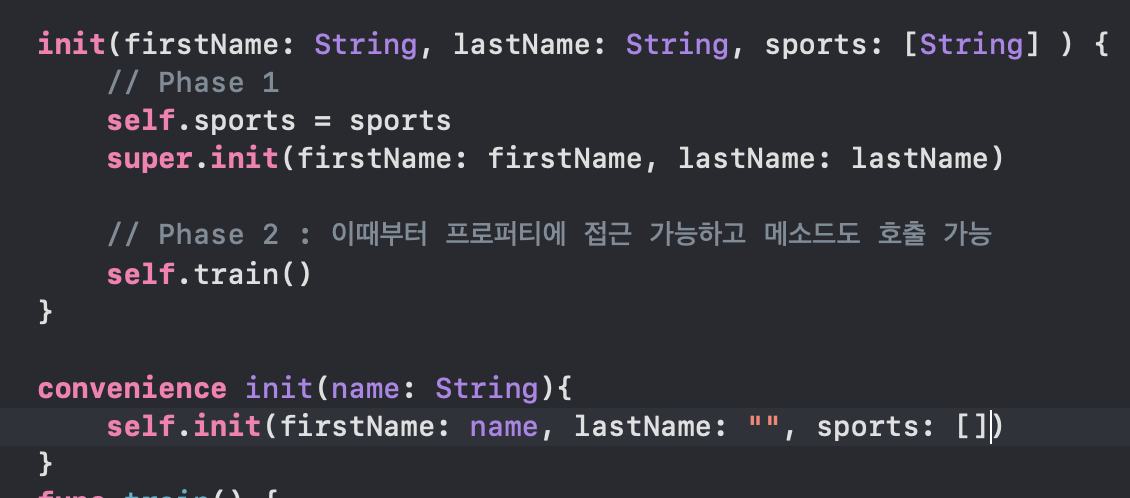 init(firstName: String, lastName: String, sports: [String] ) {
// Phase 1
self.sports = sports
super.init(firstName: firstName, lastName: lastName)
// Phase 2 : 이때부터 프로퍼티에 접근 가능하고 메소드도 호출 가능
self.train()
}
convenience init(name: String){
self.init(firstName: name, lastName: "", sports: [])
}
func train() {